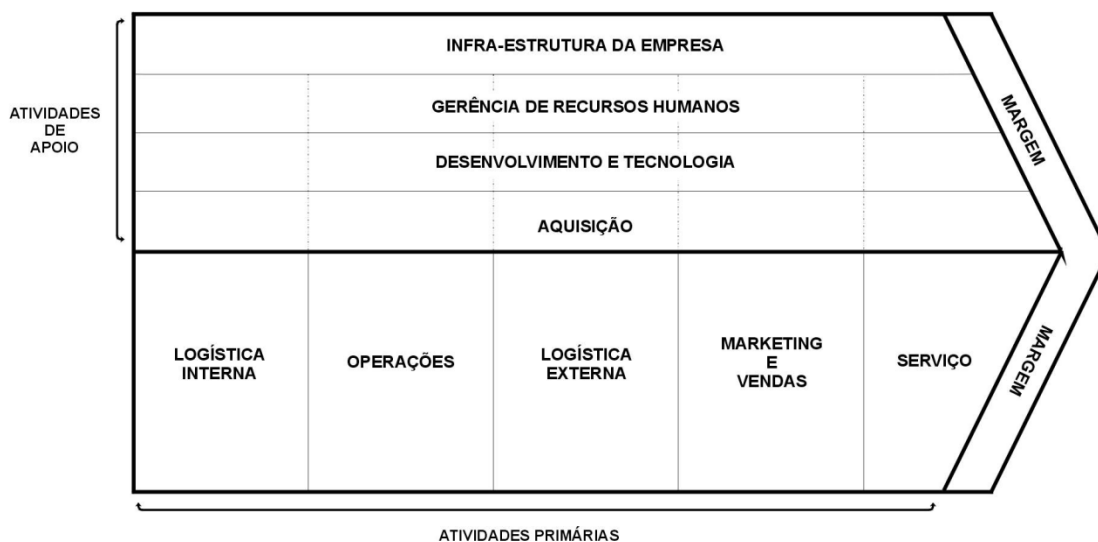 INFRA-ESTRUTURA DA EMPRESA
GERÊNCIA DE RECURSOS HUMANOS
ATIVIDADES
DE
APOIO
DESENVOLVIMENTO E TECNOLOGIA
AQUISIÇÃO
MARGEM
LOGÍSTICA
INTERNA
OPERAÇÕES
LOGÍSTICA
EXTERNA
MARKETING
E
VENDAS
SERVIÇO
MARGEM
ATIVIDADES PRIMÁRIAS